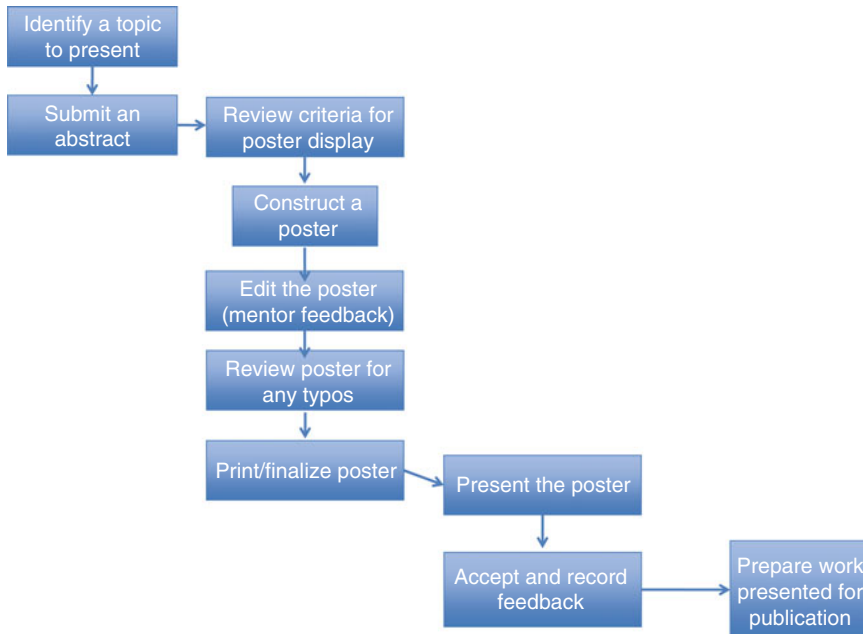 Identify a topic
to present
Submit an
abstract
Review criteria for
poster display
Construct a
poster
Edit the poster
(mentor feedback)
Review poster for
any typos
Print/finalize poster
Present the poster
Accept and record
feedback
Prepare work
presented for
publication